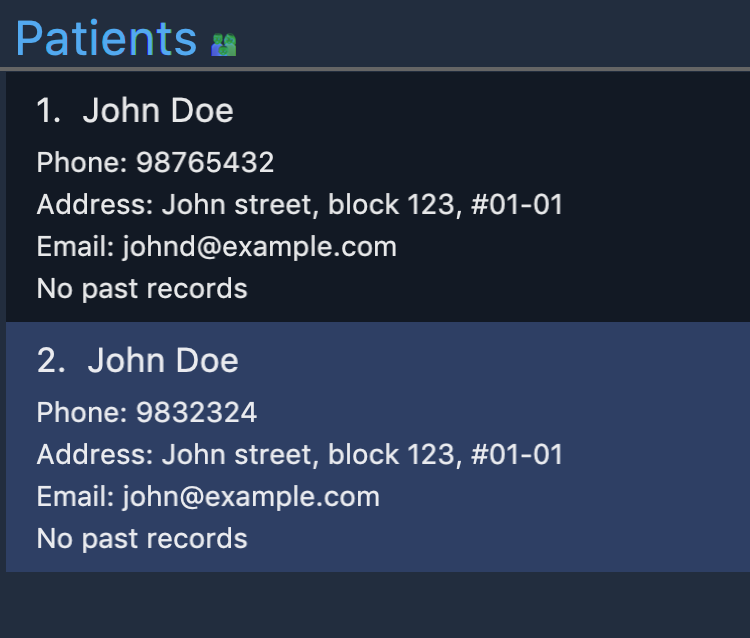 Patients
1. John Doe
Phone: 98765432
Address: John street, block 123, #01-01
Email: johnd@example.com
No past records
2. John Doe
Phone: 9832324
Address: John street, block 123, #01-01
Email: john@example.com
No past records